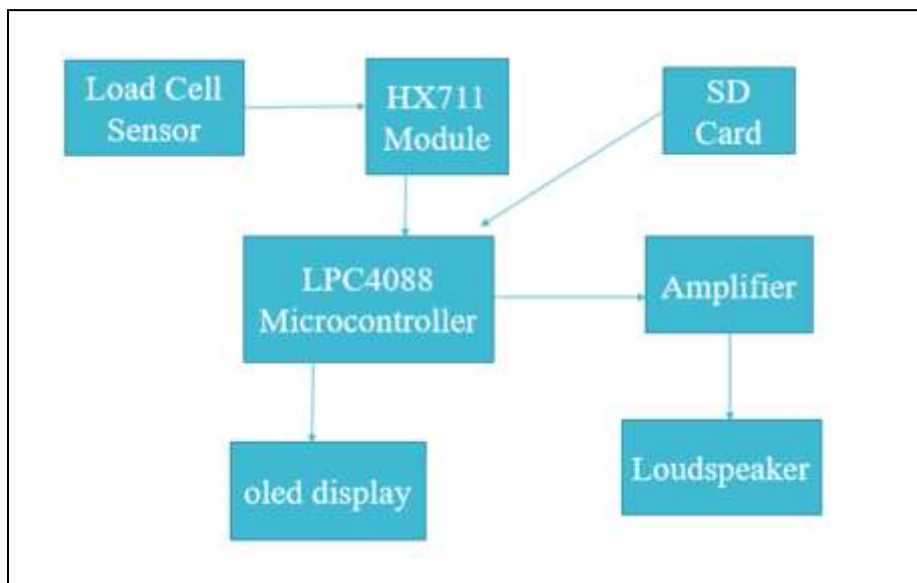 Load Cell
Sensor
HX711
Module
SD
Card
LPC4088
Microcontroller
Amplifier
oled display
Loudspeaker